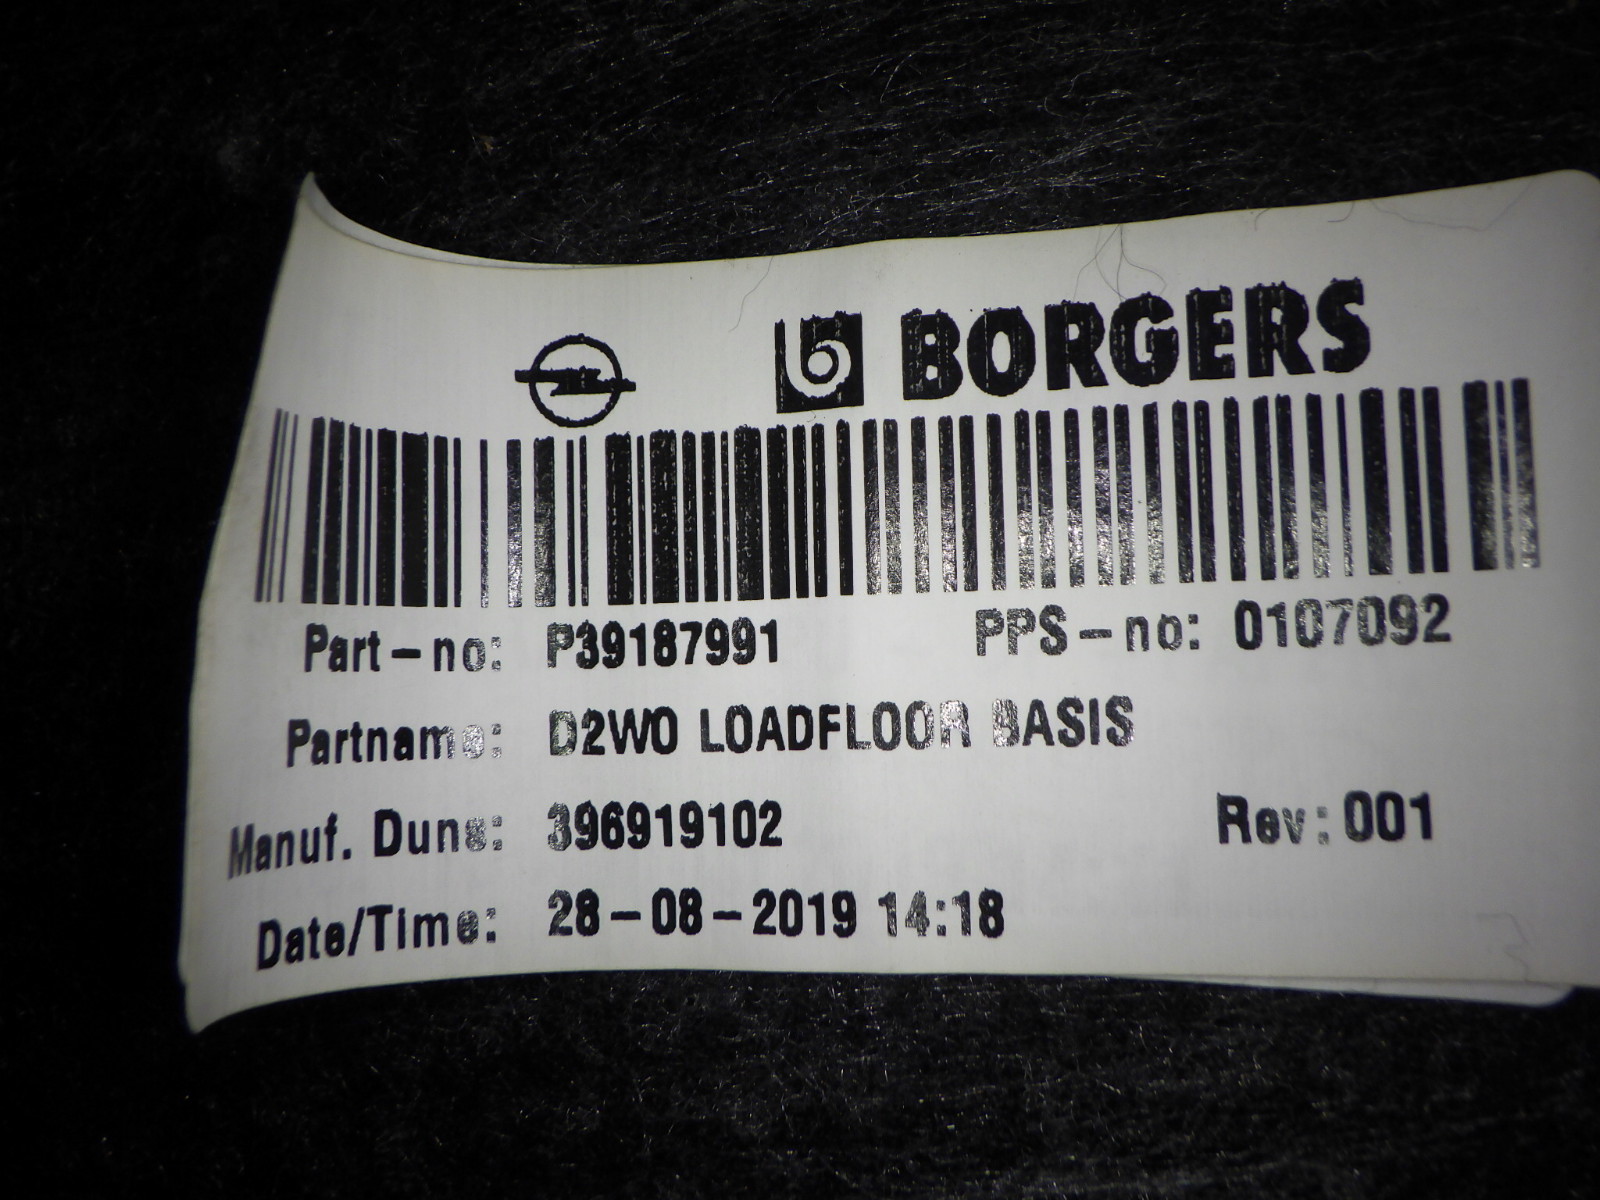 BORGERS
Part-no: P39187991 PPS-no: 0107092
Partname: D2WO LOADFLOOR BASIS
Manuf. Duns: 396919102 Rev: 001
Date/Time: 28-08-2019 14:18